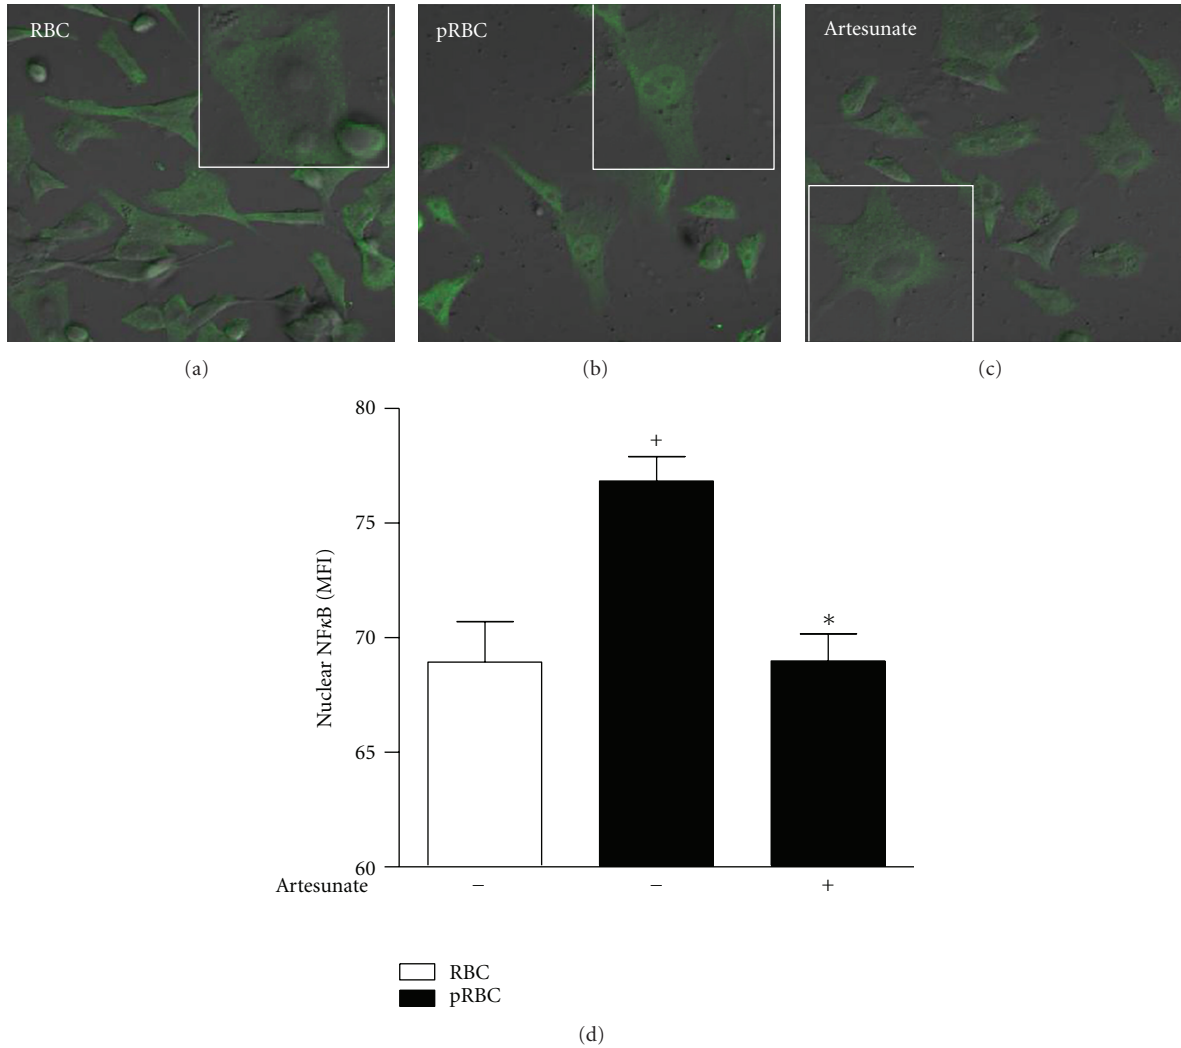 RBC
pRBC
Artesunate
(a)
(b)
(c)
80
75
70
65
60
Nuclear NFκB (MFI)
+
*
Artesunate − − +
RBC
pRBC
(d)